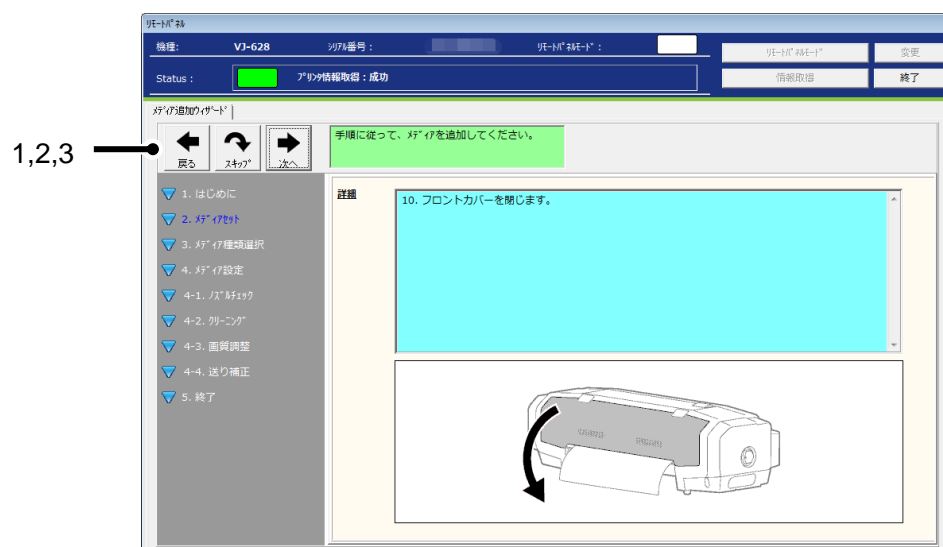 ﾘﾓｰﾄﾊﾟﾈﾙ
機種: VJ-628 ｼﾘｱﾙ番号： ﾘﾓｰﾄﾊﾟﾈﾙﾓｰﾄﾞ：
ﾘﾓｰﾄﾊﾟﾈﾙﾓｰﾄﾞ 変更
Status： ﾌﾟﾘﾝﾀ情報取得：成功
情報取得 終了
ﾒﾃﾞｨｱ追加ｳｨｻﾞｰﾄﾞ
1,2,3
戻る ｽｷｯﾌﾟ 次へ
手順に従って、ﾒﾃﾞｨｱを追加してください。
1. はじめに
2. ﾒﾃﾞｨｱｾｯﾄ
3. ﾒﾃﾞｨｱ種類選択
4. ﾒﾃﾞｨｱ設定
4-1. ﾉｽﾞﾙﾁｪｯｸ
4-2. ｸﾘｰﾆﾝｸﾞ
4-3. 画質調整
4-4. 送り補正
5. 終了
詳細
10. フロントカバーを閉じます。